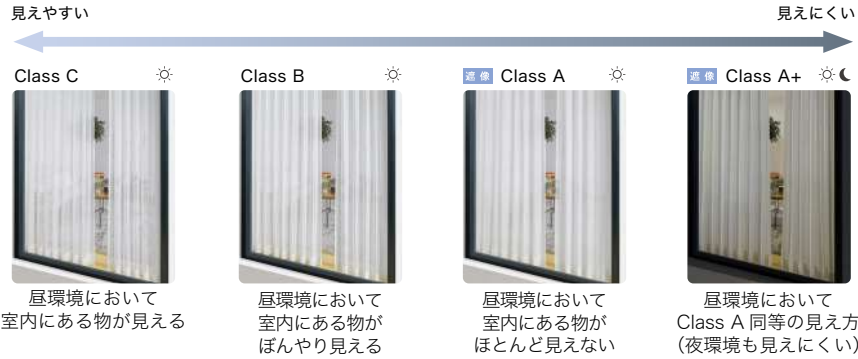 見えやすい
見えにくい
Class C
Class B
遮像 Class A
遮像 Class A+
昼環境において
室内にある物が見える
昼環境において
室内にある物が
ぼんやり見える
昼環境において
室内にある物が
ほとんど見えない
昼環境において
Class A 同等の見え方
（夜環境も見えにくい）